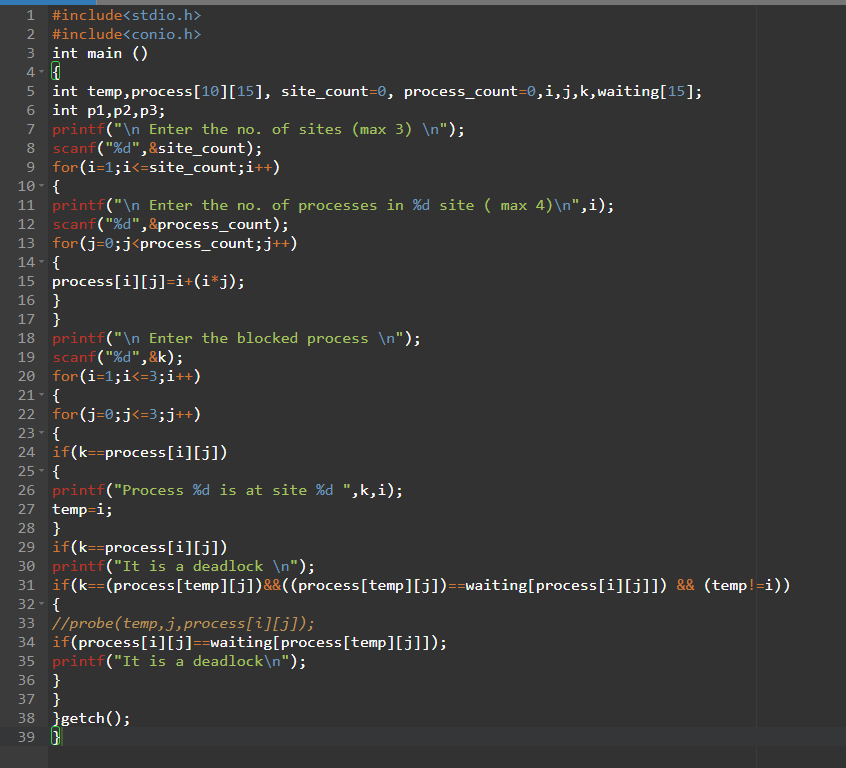 1 #include<stdio.h>
2 #include<conio.h>
3 int main ()
4 {
5 int temp,process[10][15], site_count=0, process_count=0,i,j,k,waiting[15];
6 int p1,p2,p3;
7 printf("\n Enter the no. of sites (max 3) \n");
8 scanf("%d",&site_count);
9 for(i=1;i<=site_count;i++)
10 {
11 printf("\n Enter the no. of processes in %d site ( max 4)\n",i);
12 scanf("%d",&process_count);
13 for(j=0;j<process_count;j++)
14 {
15 process[i][j]=i+(i*j);
16 }
17 }
18 printf("\n Enter the blocked process \n");
19 scanf("%d",&k);
20 for(i=1;i<=3;i++)
21 {
22 for(j=0;j<=3;j++)
23 {
24 if(k==process[i][j])
25 {
26 printf("Process %d is at site %d ",k,i);
27 temp=i;
28 }
29 if(k==process[i][j])
30 printf("It is a deadlock \n");
31 if(k==(process[temp][j])&&((process[temp][j])==waiting[process[i][j]]) && (temp!=i))
32 {
33 //probe(temp,j,process[i][j]);
34 if(process[i][j]==waiting[process[temp][j]]);
35 printf("It is a deadlock\n");
36 }
37 }
38 }getch();
39 }